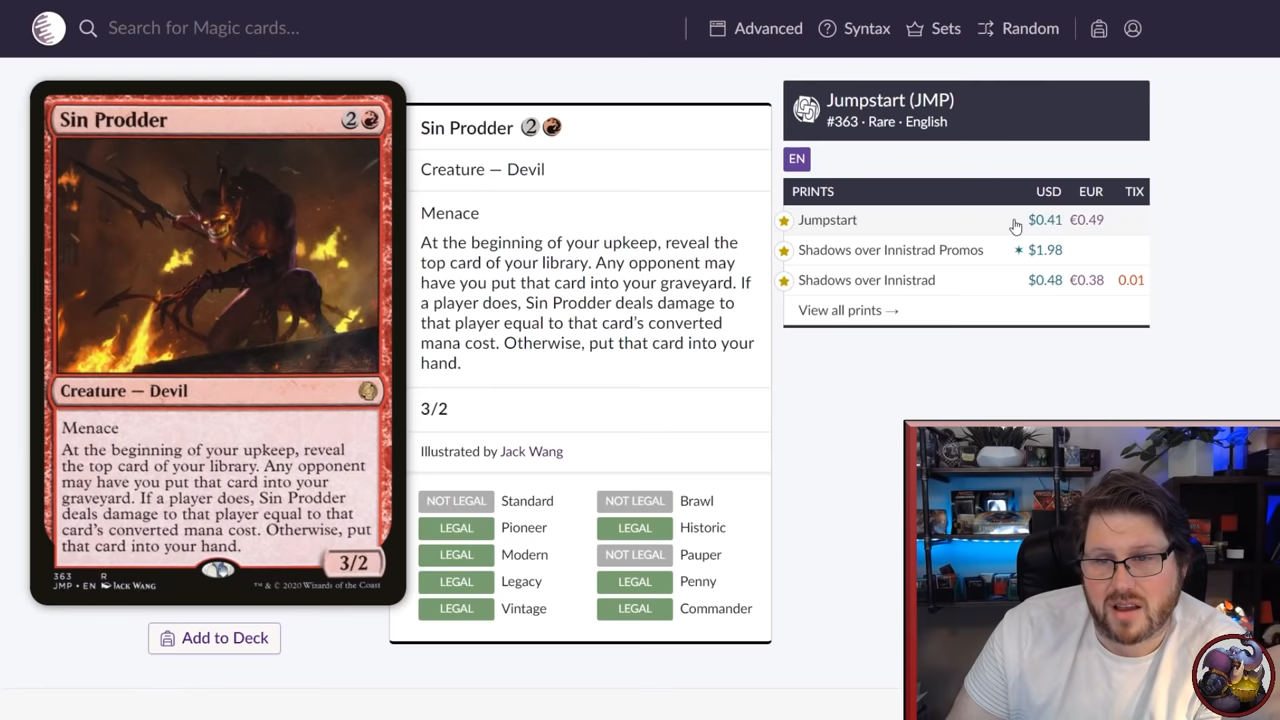 Search for Magic cards...
Advanced
Syntax
Sets
Random
Sin Prodder 2
Creature — Devil
Menace
At the beginning of your upkeep, reveal
the top card of your library. Any opponent
may have you put that card into your
graveyard. If a player does, Sin Prodder
deals damage to that player equal to that
card's converted mana cost. Otherwise, put
that card into your hand.
3/2
363 R
JMP • EN JACK WANG
™ & © 2020 Wizards of the Coast
Add to Deck
Sin Prodder 2
Creature — Devil
Menace
At the beginning of your upkeep, reveal the
top card of your library. Any opponent may
have you put that card into your graveyard. If
a player does, Sin Prodder deals damage to
that player equal to that card's converted
mana cost. Otherwise, put that card into your
hand.
3/2
Illustrated by Jack Wang
NOT LEGAL Standard NOT LEGAL Brawl
LEGAL Pioneer LEGAL Historic
LEGAL Modern NOT LEGAL Pauper
LEGAL Legacy LEGAL Penny
LEGAL Vintage LEGAL Commander
Jumpstart (JMP)
#363 · Rare · English
EN
PRINTS USD EUR TIX
Jumpstart $0.41 €0.49
Shadows over Innistrad Promos $1.98
Shadows over Innistrad $0.48 €0.38 0.01
View all prints →